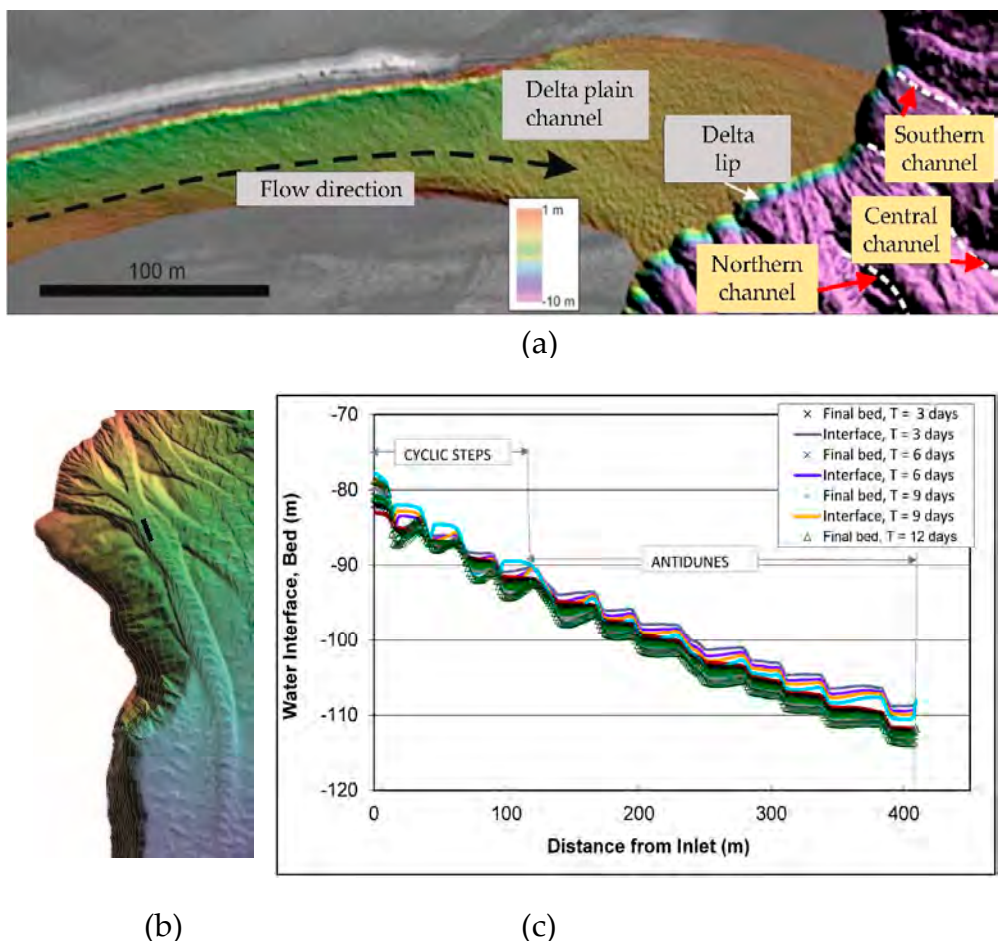 Delta plain
channel
Delta
lip
Southern
channel
Flow direction
1 m
-10 m
Central
channel
Northern
channel
100 m
(a)
-70
-80
-90
-100
-110
-120
Water Interface, Bed (m)
CYCLIC STEPS
ANTIDUNES
× Final bed, T = 3 days
Interface, T = 3 days
× Final bed, T = 6 days
Interface, T = 6 days
Final bed, T = 9 days
Interface, T = 9 days
△ Final bed, T = 12 days
0
100
200
300
400
Distance from Inlet (m)
(b)
(c)